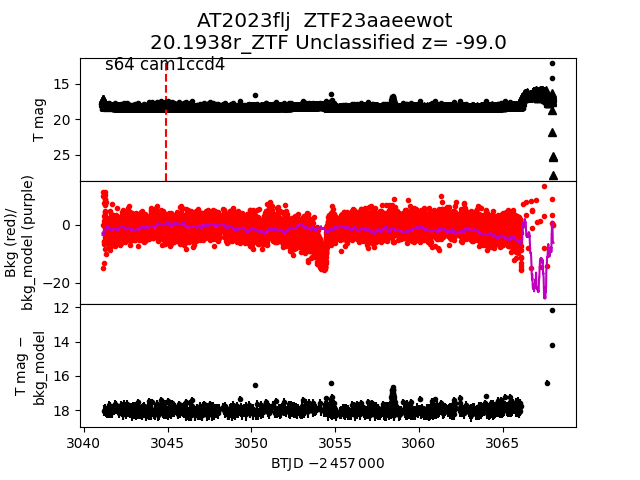 AT2023flj  ZTF23aaeewot
20.1938r_ZTF Unclassified z= -99.0
s64 cam1ccd4
15
20
25
T mag
0
−20
Bkg (red)/
bkg_model (purple)
12
14
16
18
T mag −
bkg_model
3040 3045 3050 3055 3060 3065
BTJD −2 457 000